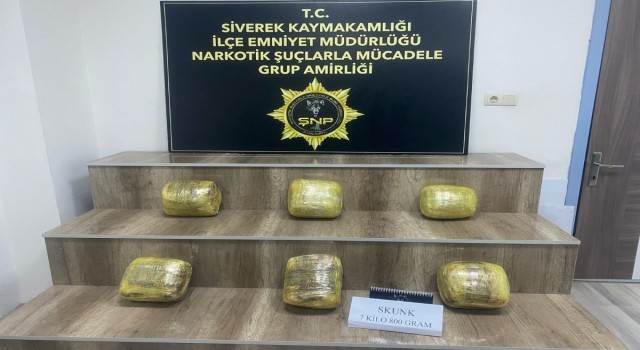 T.C.
SİVEREK KAYMAKAMLIĞI
İLÇE EMNİYET MÜDÜRLÜĞÜ
NARKOTİK SUÇLARLA MÜCADELE
GRUP AMİRLİĞİ
ŞNP
SKUNK
7 KİLO 800 GRAM